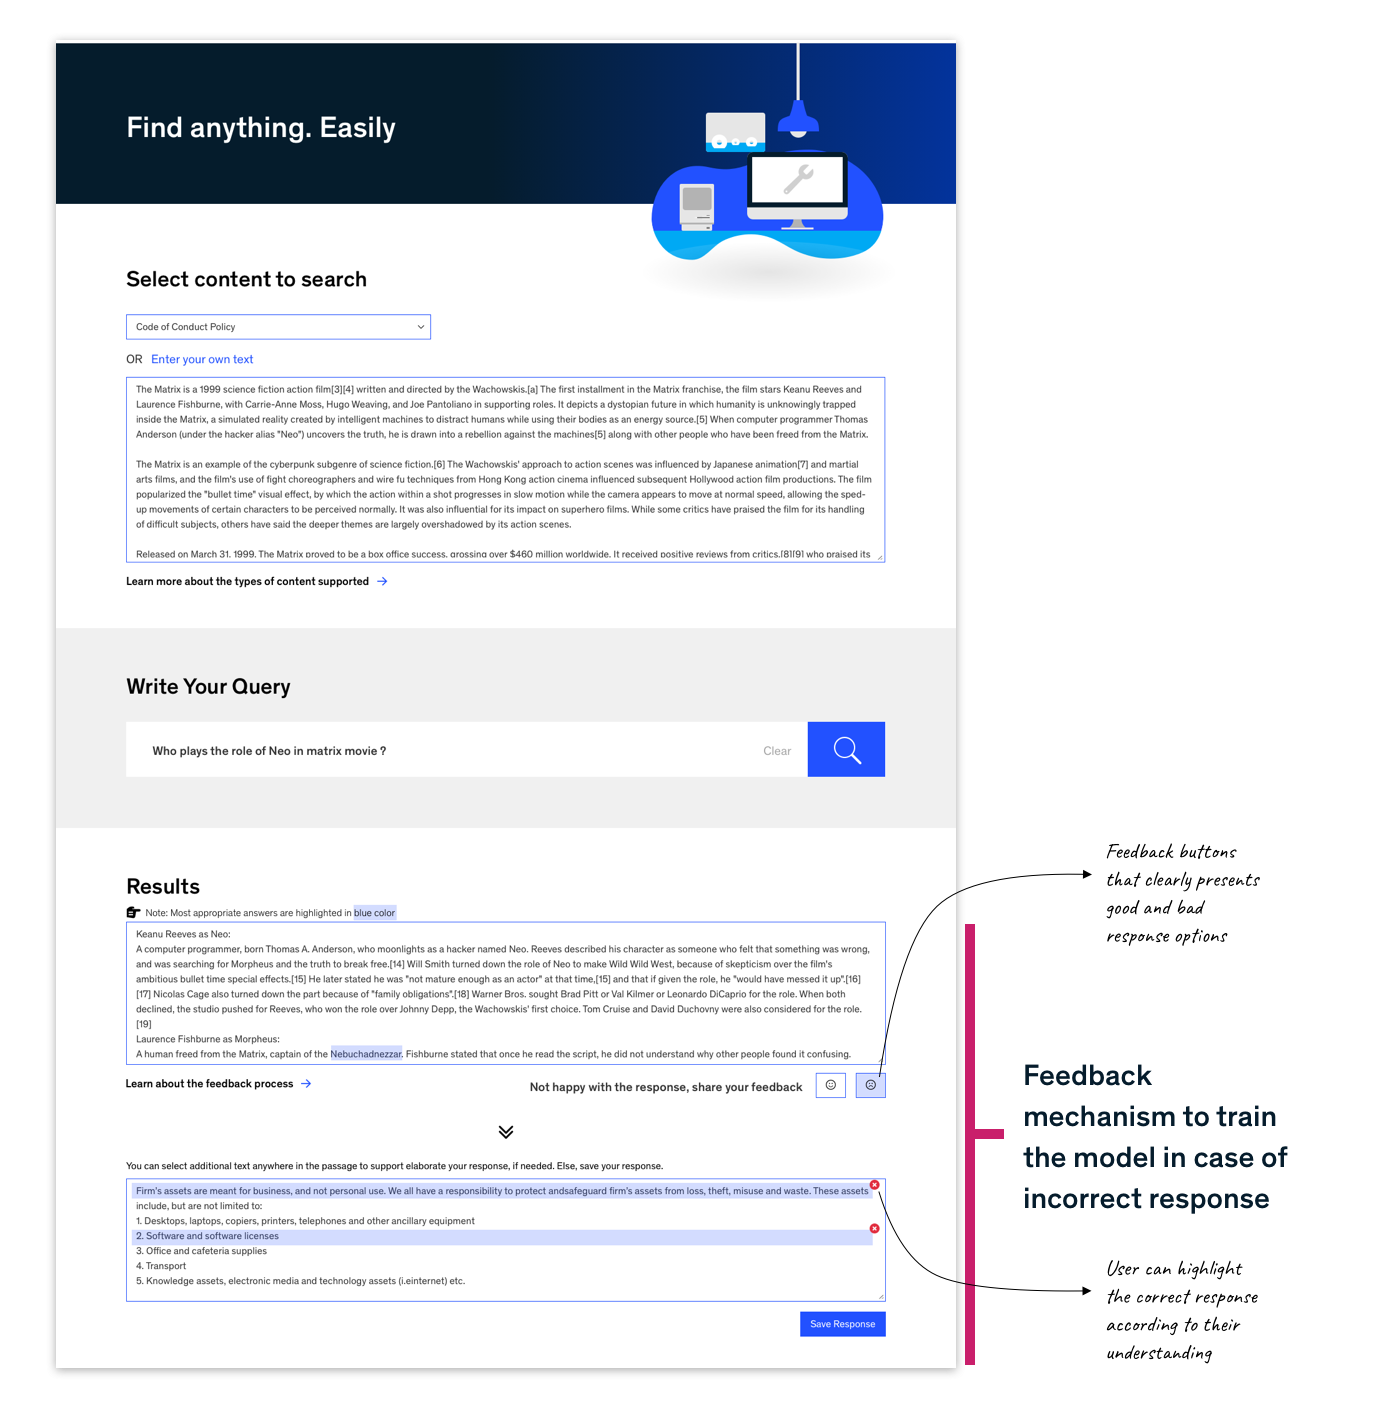 Find anything. Easily
Select content to search
Code of Conduct Policy
OR Enter your own text
The Matrix is a 1999 science fiction action film[3][4] written and directed by the Wachowskis.[a] The first installment in the Matrix franchise, the film stars Keanu Reeves and
Laurence Fishburne, with Carrie-Anne Moss, Hugo Weaving, and Joe Pantoliano in supporting roles. It depicts a dystopian future in which humanity is unknowingly trapped
inside the Matrix, a simulated reality created by intelligent machines to distract humans while using their bodies as an energy source.[5] When computer programmer Thomas
Anderson (under the hacker alias "Neo") uncovers the truth, he is drawn into a rebellion against the machines[5] along with other people who have been freed from the Matrix.
The Matrix is an example of the cyberpunk subgenre of science fiction.[6] The Wachowskis' approach to action scenes was influenced by Japanese animation[7] and martial
arts films, and the film's use of fight choreographers and wire fu techniques from Hong Kong action cinema influenced subsequent Hollywood action film productions. The film
popularized the "bullet time" visual effect, by which the action within a shot progresses in slow motion while the camera appears to move at normal speed, allowing the sped-
up movements of certain characters to be perceived normally. It was also influential for its impact on superhero films. While some critics have praised the film for its handling
of difficult subjects, others have said the deeper themes are largely overshadowed by its action scenes.
Released on March 31, 1999, The Matrix proved to be a box office success, grossing over $460 million worldwide. It received positive reviews from critics,[8][9] who praised its
Learn more about the types of content supported
Write Your Query
Who plays the role of Neo in matrix movie ?
Clear
Results
Note: Most appropriate answers are highlighted in blue color
Keanu Reeves as Neo:
A computer programmer, born Thomas A. Anderson, who moonlights as a hacker named Neo. Reeves described his character as someone who felt that something was wrong,
and was searching for Morpheus and the truth to break free.[14] Will Smith turned down the role of Neo to make Wild Wild West, because of skepticism over the film's
ambitious bullet time special effects.[15] He later stated he was "not mature enough as an actor" at that time,[15] and that if given the role, he "would have messed it up".[16]
[17] Nicolas Cage also turned down the part because of "family obligations".[18] Warner Bros. sought Brad Pitt or Val Kilmer or Leonardo DiCaprio for the role. When both
declined, the studio pushed for Reeves, who won the role over Johnny Depp, the Wachowskis' first choice. Tom Cruise and David Duchovny were also considered for the role.
[19]
Laurence Fishburne as Morpheus:
A human freed from the Matrix, captain of the Nebuchadnezzar. Fishburne stated that once he read the script, he did not understand why other people found it confusing.
Learn about the feedback process
Not happy with the response, share your feedback
You can select additional text anywhere in the passage to support elaborate your response, if needed. Else, save your response.
Firm's assets are meant for business, and not personal use. We all have a responsibility to protect andsafeguard firm's assets from loss, theft, misuse and waste. These assets
include, but are not limited to:
1. Desktops, laptops, copiers, printers, telephones and other ancillary equipment
2. Software and software licenses
3. Office and cafeteria supplies
4. Transport
5. Knowledge assets, electronic media and technology assets (i.einternet) etc.
Save Response
Feedback buttons
that clearly presents
good and bad
response options
Feedback
mechanism to train
the model in case of
incorrect response
User can highlight
the correct response
according to their
understanding